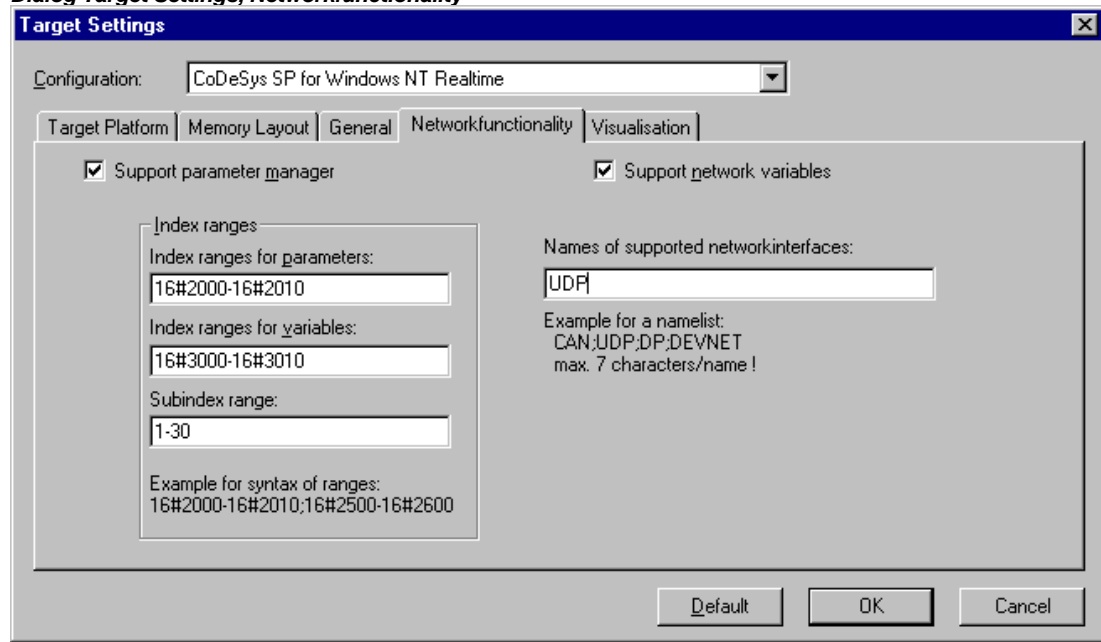 Dialog Target Settings, Networkfunctionality
Target Settings
Configuration: CoDeSys SP for Windows NT Realtime
Target Platform Memory Layout General Networkfunctionality Visualisation
Support parameter manager
Support network variables
Index ranges
Index ranges for parameters:
16#2000-16#2010
Index ranges for variables:
16#3000-16#3010
Subindex range:
1-30
Example for syntax of ranges:
16#2000-16#2010;16#2500-16#2600
Names of supported networkinterfaces:
UDP
Example for a namelist:
CAN;UDP;DP;DEVNET
max. 7 characters/name !
Default OK Cancel